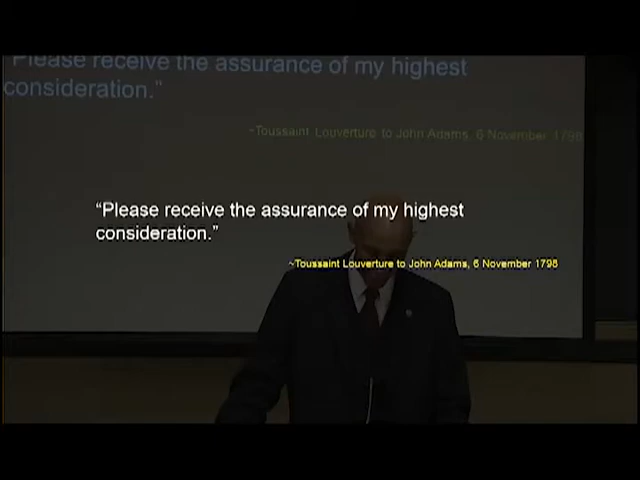 "Please receive the assurance of my highest
consideration."
~Toussaint Louverture to John Adams, 6 November 1798
"Please receive the assurance of my highest
consideration."
~Toussaint Louverture to John Adams, 6 November 1798